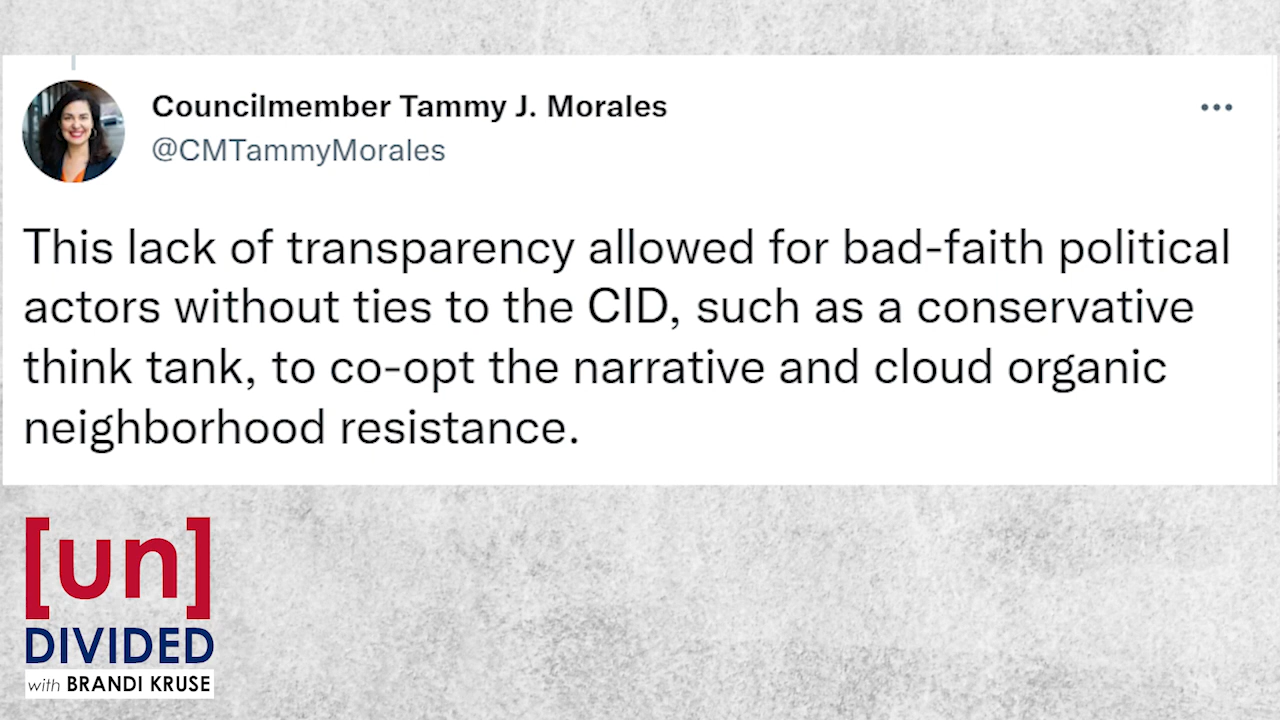 Councilmember Tammy J. Morales
@CMTammyMorales
This lack of transparency allowed for bad-faith political
actors without ties to the CID, such as a conservative
think tank, to co-opt the narrative and cloud organic
neighborhood resistance.
[un]
DIVIDED
with BRANDI KRUSE